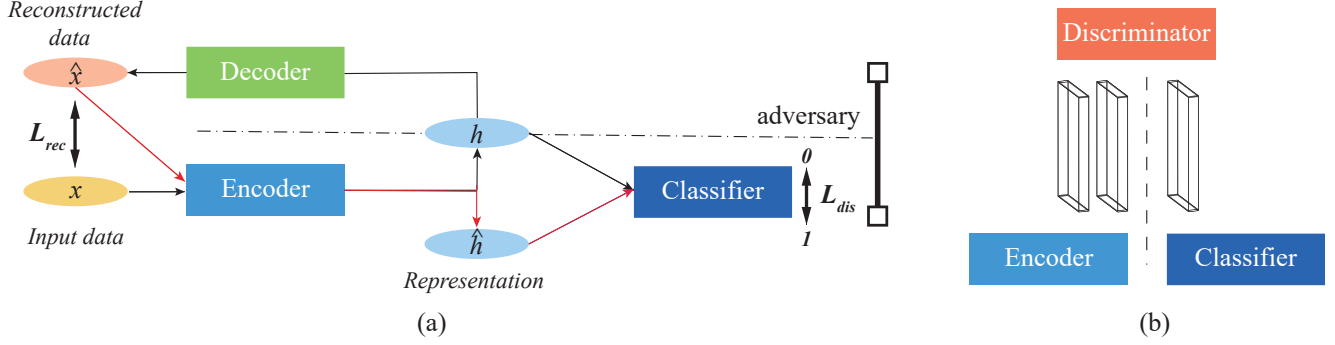 Reconstructed
data
x̂
Decoder
L_rec
h
adversary
x
Encoder
Classifier
0
L_dis
1
Input data
ĥ
Representation
(a)
Discriminator
Encoder
Classifier
(b)